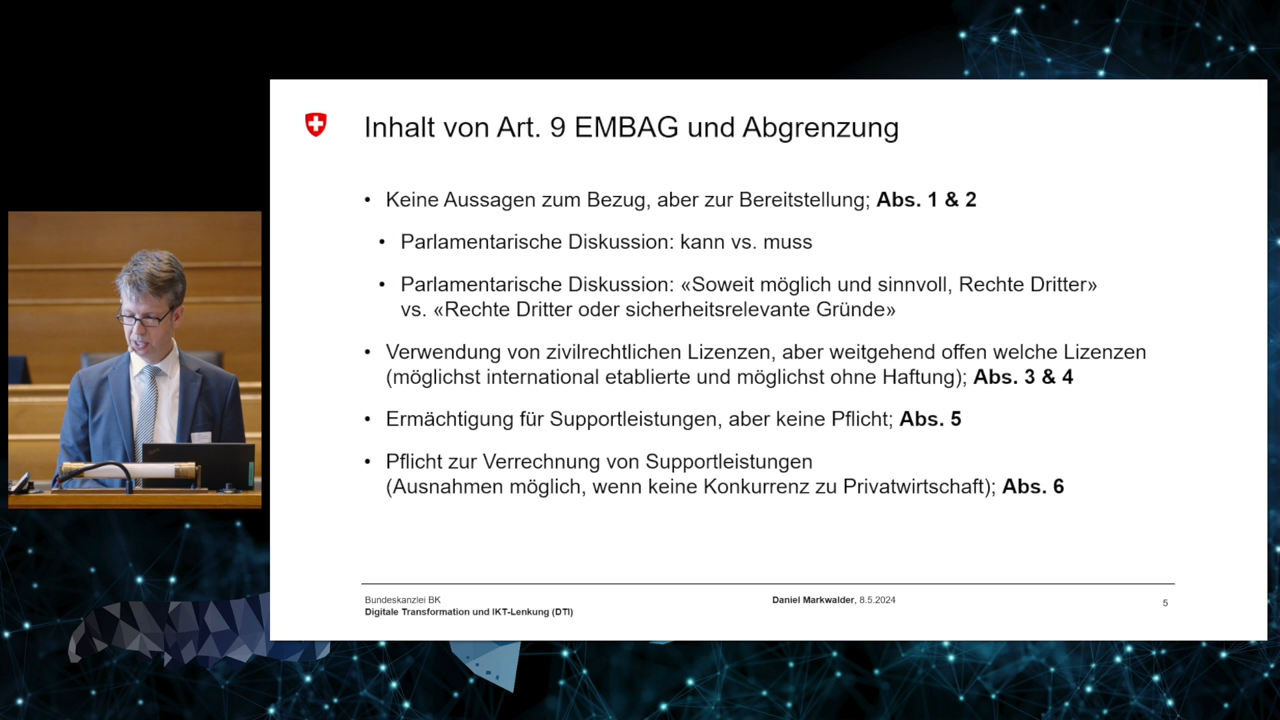 Inhalt von Art. 9 EMBAG und Abgrenzung
• Keine Aussagen zum Bezug, aber zur Bereitstellung; Abs. 1 & 2
• Parlamentarische Diskussion: kann vs. muss
• Parlamentarische Diskussion: «Soweit möglich und sinnvoll, Rechte Dritter»
vs. «Rechte Dritter oder sicherheitsrelevante Gründe»
• Verwendung von zivilrechtlichen Lizenzen, aber weitgehend offen welche Lizenzen
(möglichst international etablierte und möglichst ohne Haftung); Abs. 3 & 4
• Ermächtigung für Supportleistungen, aber keine Pflicht; Abs. 5
• Pflicht zur Verrechnung von Supportleistungen
(Ausnahmen möglich, wenn keine Konkurrenz zu Privatwirtschaft); Abs. 6
Bundeskanzlei BK
Digitale Transformation und IKT-Lenkung (DTI)
Daniel Markwalder, 8.5.2024
5